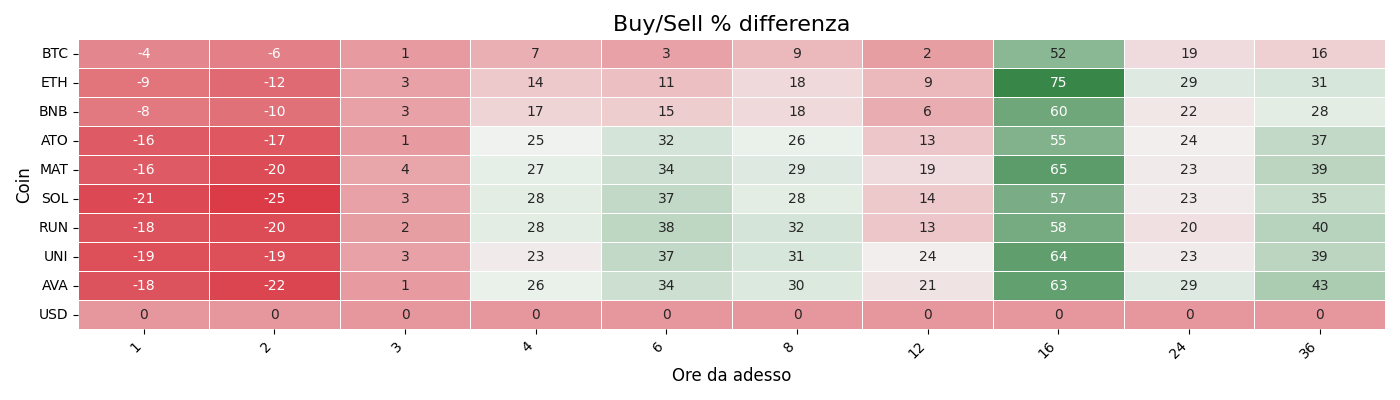 Buy/Sell % differenza
Coin
BTC -4 -6 1 7 3 9 2 52 19 16
ETH -9 -12 3 14 11 18 9 75 29 31
BNB -8 -10 3 17 15 18 6 60 22 28
ATO -16 -17 1 25 32 26 13 55 24 37
MAT -16 -20 4 27 34 29 19 65 23 39
SOL -21 -25 3 28 37 28 14 57 23 35
RUN -18 -20 2 28 38 32 13 58 20 40
UNI -19 -19 3 23 37 31 24 64 23 39
AVA -18 -22 1 26 34 30 21 63 29 43
USD 0 0 0 0 0 0 0 0 0 0
1 2 3 4 6 8 12 16 24 36
Ore da adesso